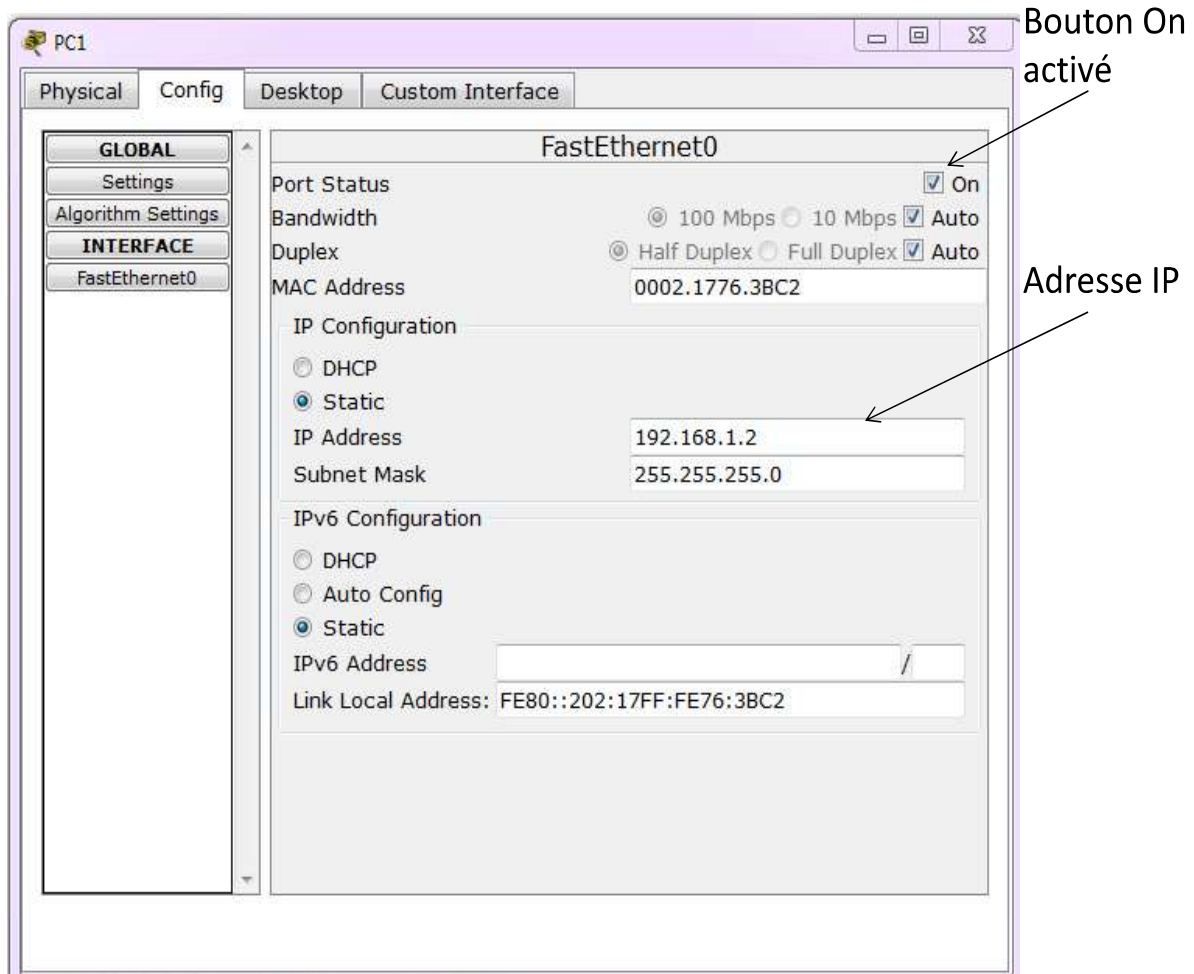 Bouton On
activé
PC1
Physical Config Desktop Custom Interface
GLOBAL
Settings
Algorithm Settings
INTERFACE
FastEthernet0
FastEthernet0
Port Status On
Bandwidth 100 Mbps 10 Mbps Auto
Duplex Half Duplex Full Duplex Auto
MAC Address 0002.1776.3BC2
IP Configuration
DHCP
Static
IP Address 192.168.1.2
Subnet Mask 255.255.255.0
IPv6 Configuration
DHCP
Auto Config
Static
IPv6 Address /
Link Local Address: FE80::202:17FF:FE76:3BC2
Adresse IP